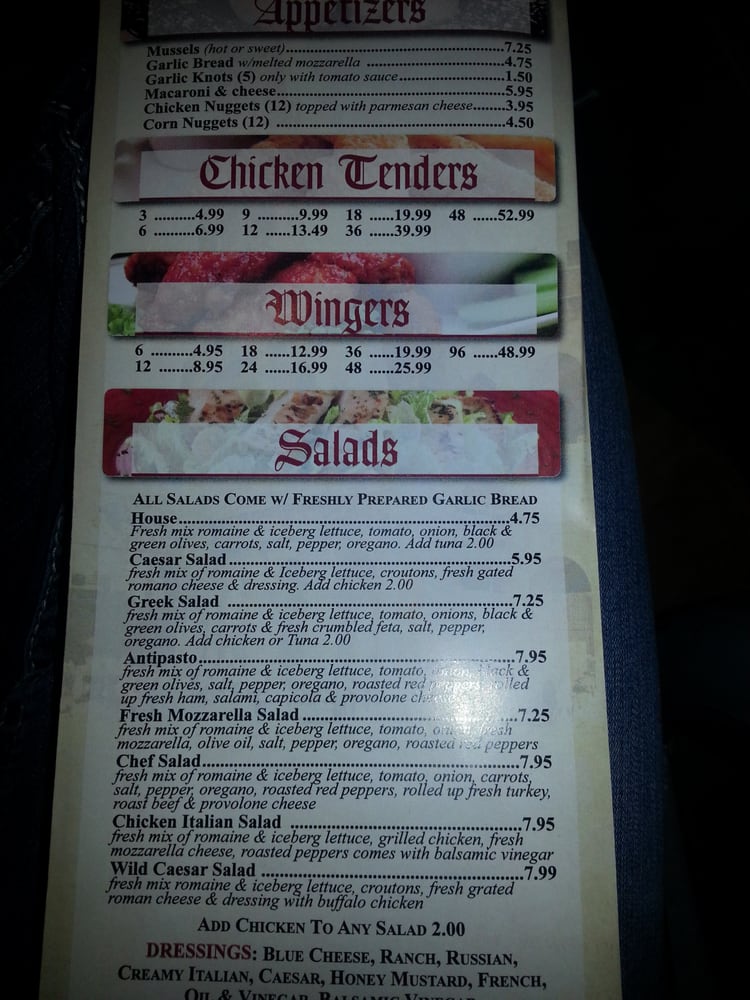 Appetizers
Mussels (hot or sweet)..........7.25
Garlic Bread w/melted mozzarella ..........4.75
Garlic Knots (5) only with tomato sauce..........1.50
Macaroni & cheese..........5.95
Chicken Nuggets (12) topped with parmesan cheese.......3.95
Corn Nuggets (12) ..........4.50
Chicken Tenders
3 ..........4.99 9 ..........9.99 18 ......19.99 48 ......52.99
6 ..........6.99 12 ......13.49 36 ......39.99
Wingers
6 ..........4.95 18 ......12.99 36 ......19.99 96 ......48.99
12 ........8.95 24 ......16.99 48 ......25.99
Salads
All Salads Come w/ Freshly Prepared Garlic Bread
House..........4.75
Fresh mix romaine & iceberg lettuce, tomato, onion, black &
green olives, carrots, salt, pepper, oregano. Add tuna 2.00
Caesar Salad..........5.95
fresh mix of romaine & Iceberg lettuce, croutons, fresh gated
romano cheese & dressing. Add chicken 2.00
Greek Salad ..........7.25
fresh mix of romaine & iceberg lettuce, tomato, onions, black &
green olives, carrots & fresh crumbled feta, salt, pepper,
oregano. Add chicken or Tuna 2.00
Antipasto..........7.95
fresh mix of romaine & iceberg lettuce, tomato, onion, black &
green olives, salt, pepper, oregano, roasted red peppers, rolled
up fresh ham, salami, capicola & provolone cheese
Fresh Mozzarella Salad..........7.25
fresh mix of romaine & iceberg lettuce, tomato, onion, fresh
mozzarella, olive oil, salt, pepper, oregano, roasted red peppers
Chef Salad..........7.95
fresh mix of romaine & iceberg lettuce, tomato, onion, carrots,
salt, pepper, oregano, roasted red peppers, rolled up fresh turkey,
roast beef & provolone cheese
Chicken Italian Salad ..........7.95
fresh mix of romaine & iceberg lettuce, grilled chicken, fresh
mozzarella cheese, roasted peppers comes with balsamic vinegar
Wild Caesar Salad ..........7.99
fresh mix romaine & iceberg lettuce, croutons, fresh grated
roman cheese & dressing with buffalo chicken
Add Chicken To Any Salad 2.00
DRESSINGS: Blue Cheese, Ranch, Russian,
Creamy Italian, Caesar, Honey Mustard, French,
Oil & Vinegar, Balsamic Vinegar